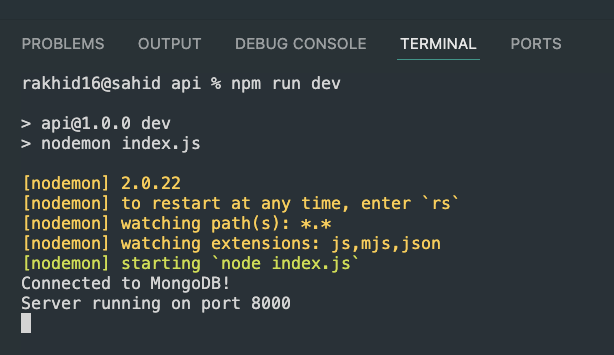 PROBLEMS OUTPUT DEBUG CONSOLE TERMINAL PORTS
rakhid16@sahid api % npm run dev
> api@1.0.0 dev
> nodemon index.js
[nodemon] 2.0.22
[nodemon] to restart at any time, enter `rs`
[nodemon] watching path(s): *.*
[nodemon] watching extensions: js,mjs,json
[nodemon] starting `node index.js`
Connected to MongoDB!
Server running on port 8000